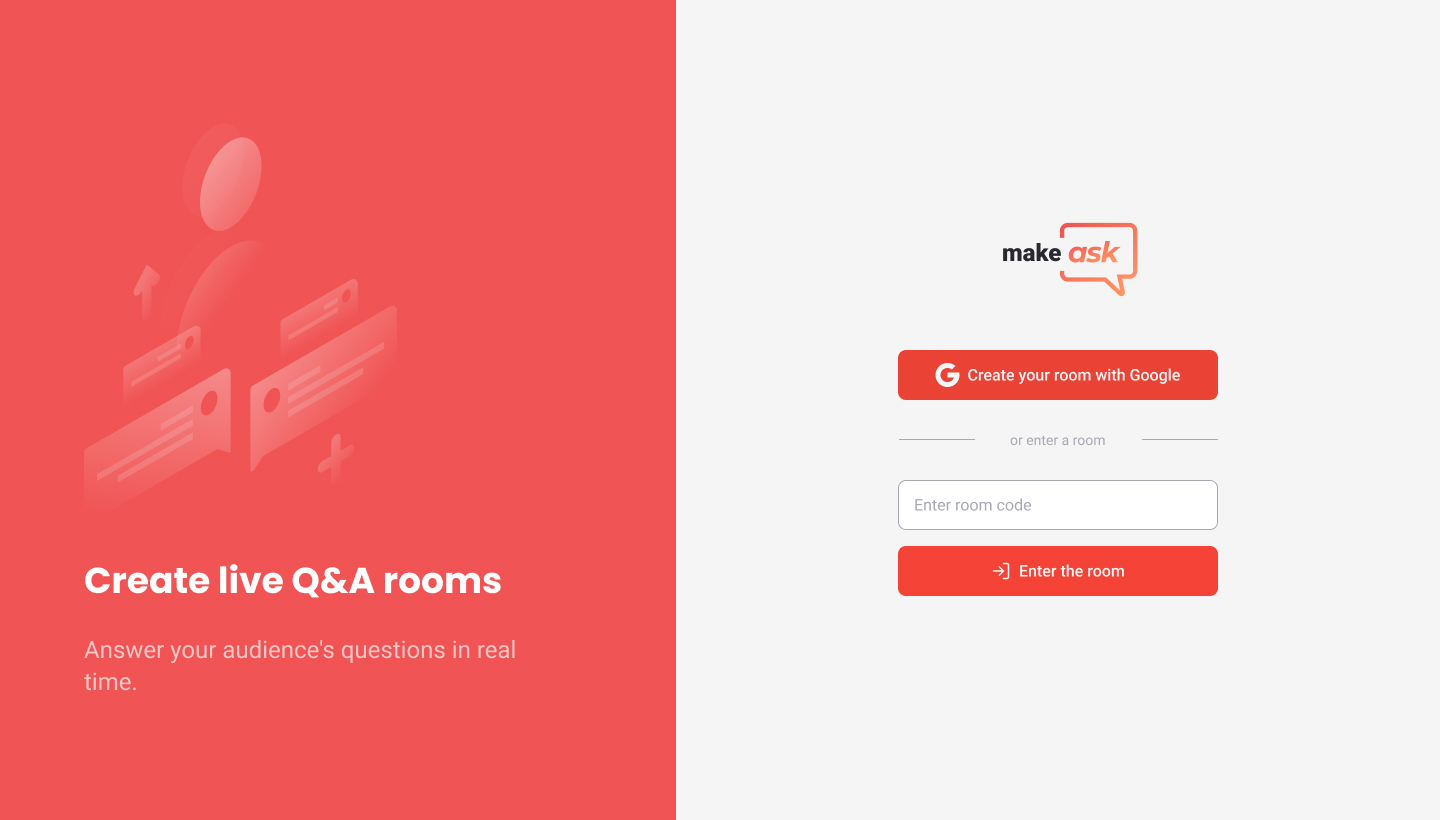 Create live Q&A rooms
Answer your audience's questions in real
time.
make ask
Create your room with Google
or enter a room
Enter room code
Enter the room